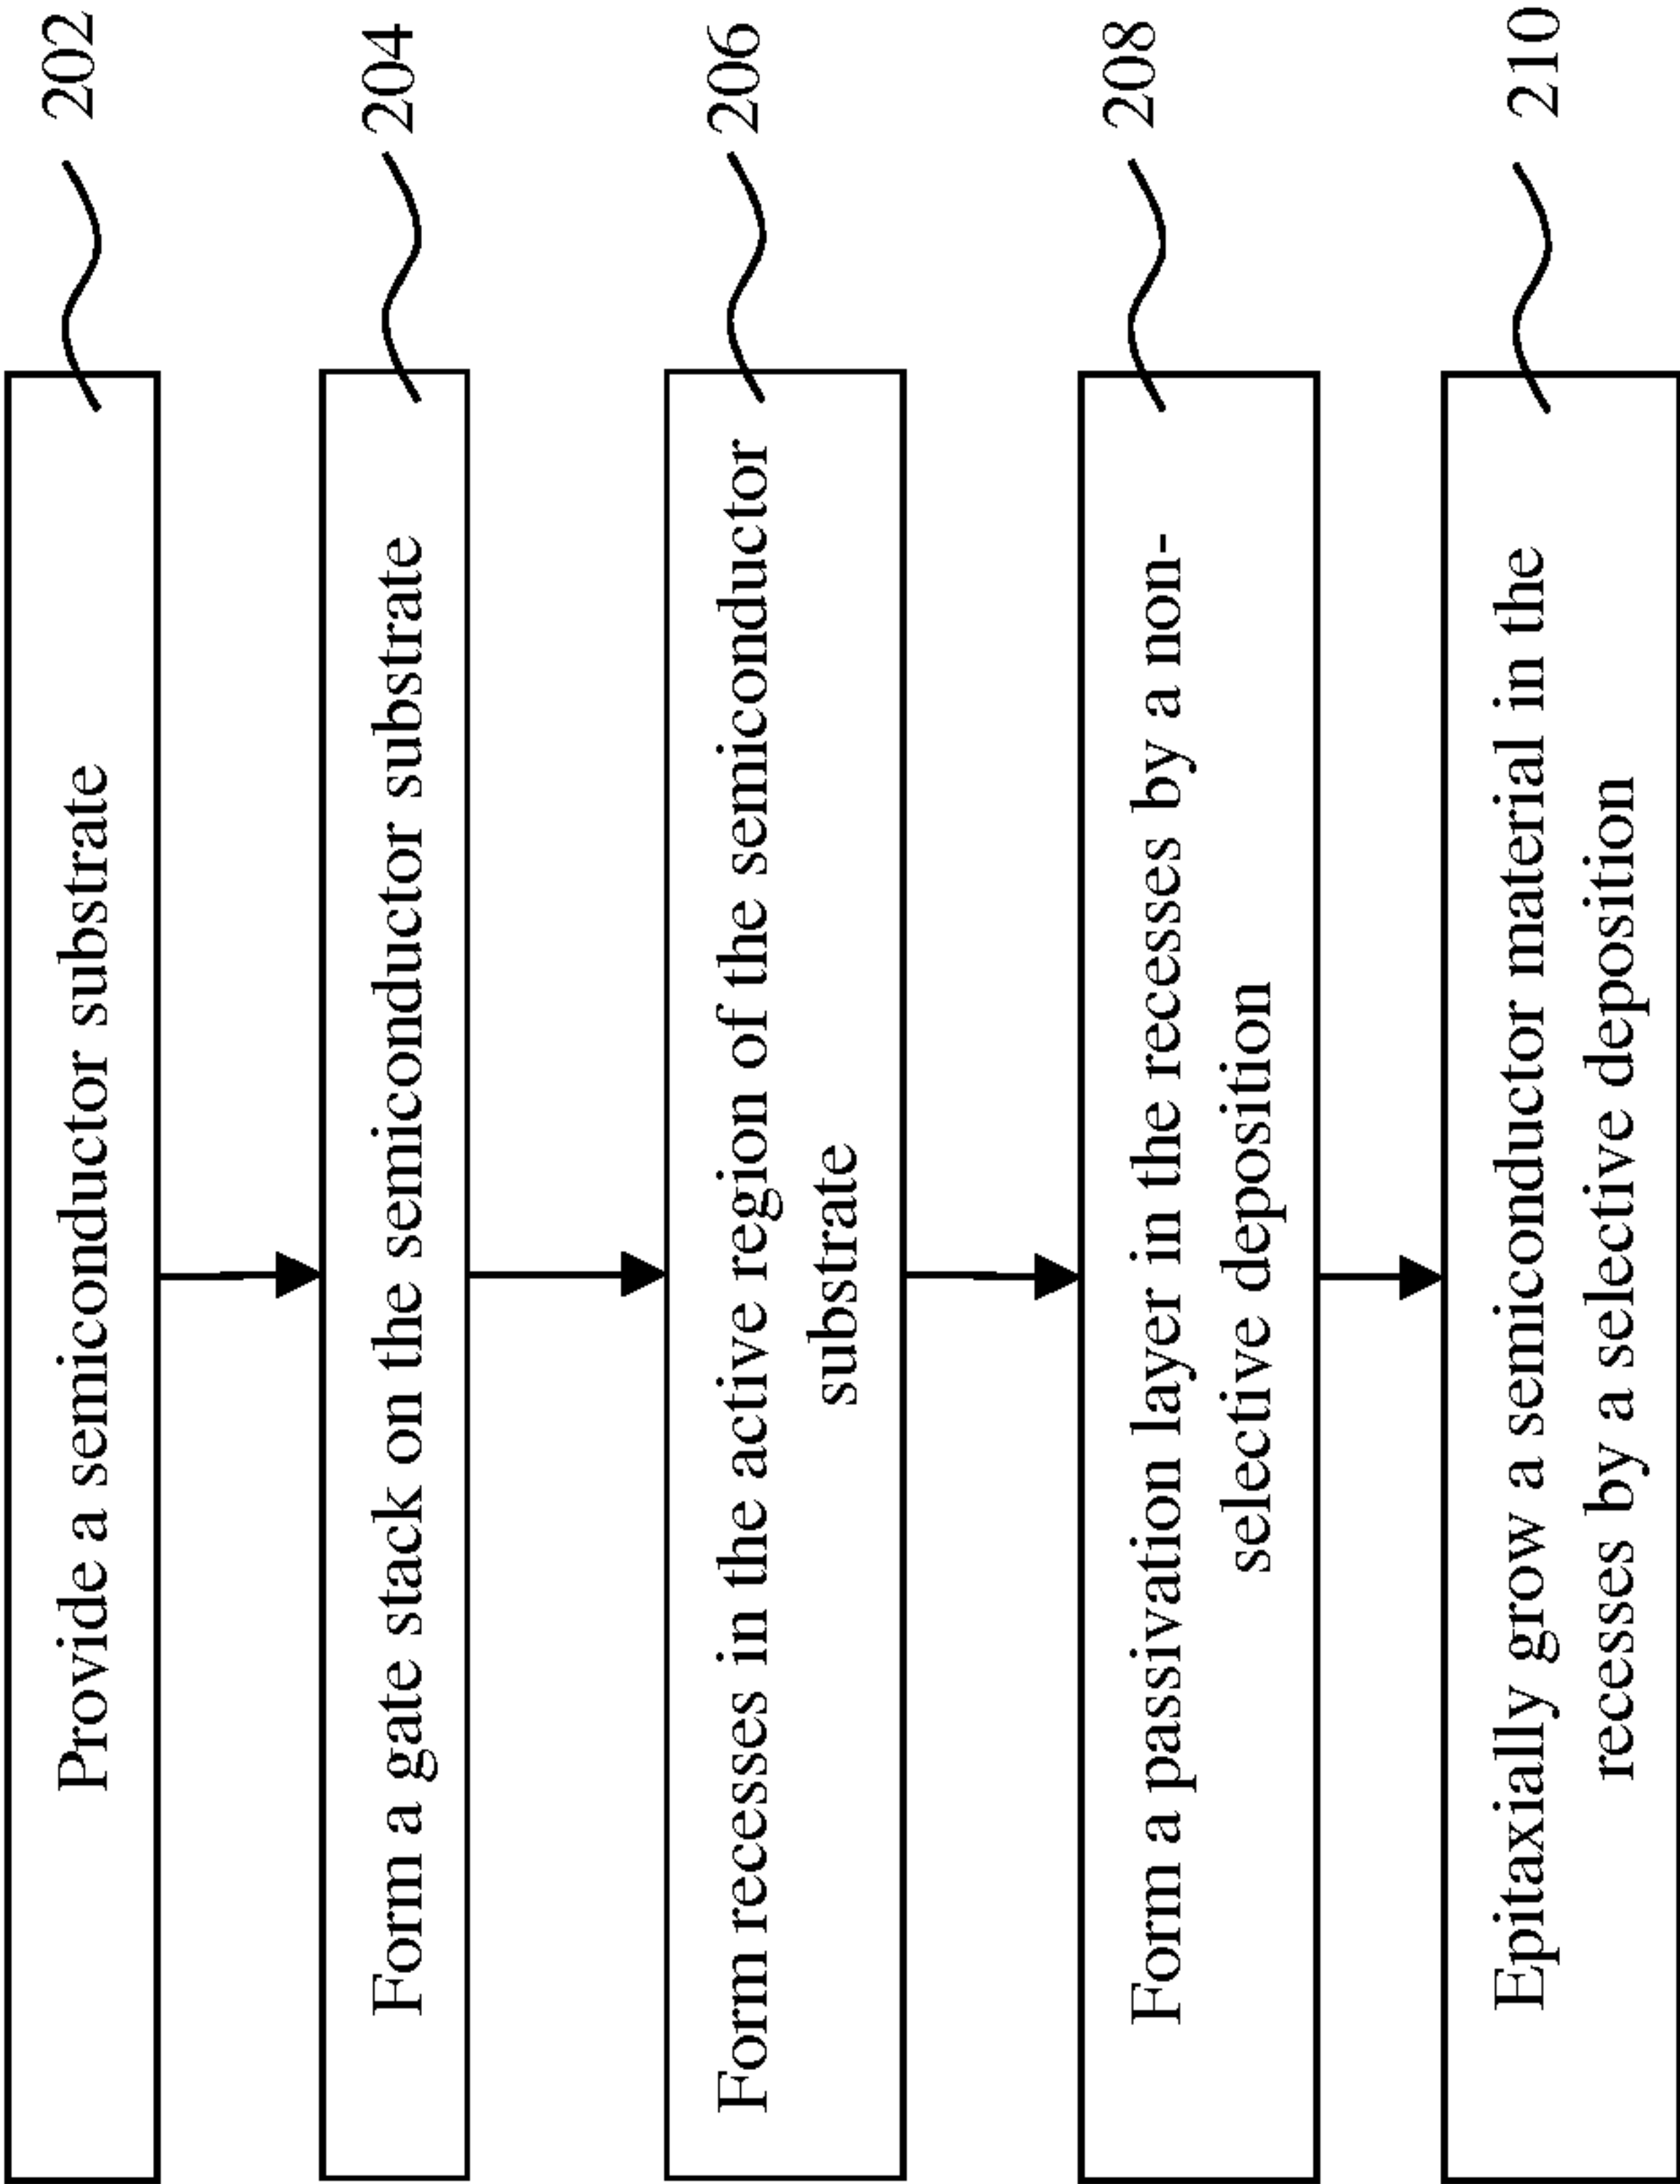 Provide a semiconductor substrate
202
Form a gate stack on the semiconductor substrate
204
Form recesses in the active region of the semiconductor
substrate
206
Form a passivation layer in the recesses by a non-
selective deposition
208
Epitaxially grow a semiconductor material in the
recesses by a selective deposition
210